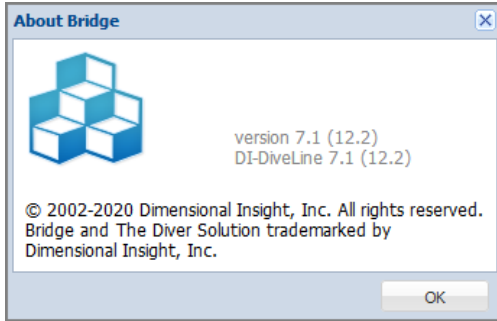 About Bridge
version 7.1 (12.2)
DI-DiveLine 7.1 (12.2)
© 2002-2020 Dimensional Insight, Inc. All rights reserved.
Bridge and The Diver Solution trademarked by
Dimensional Insight, Inc.
OK